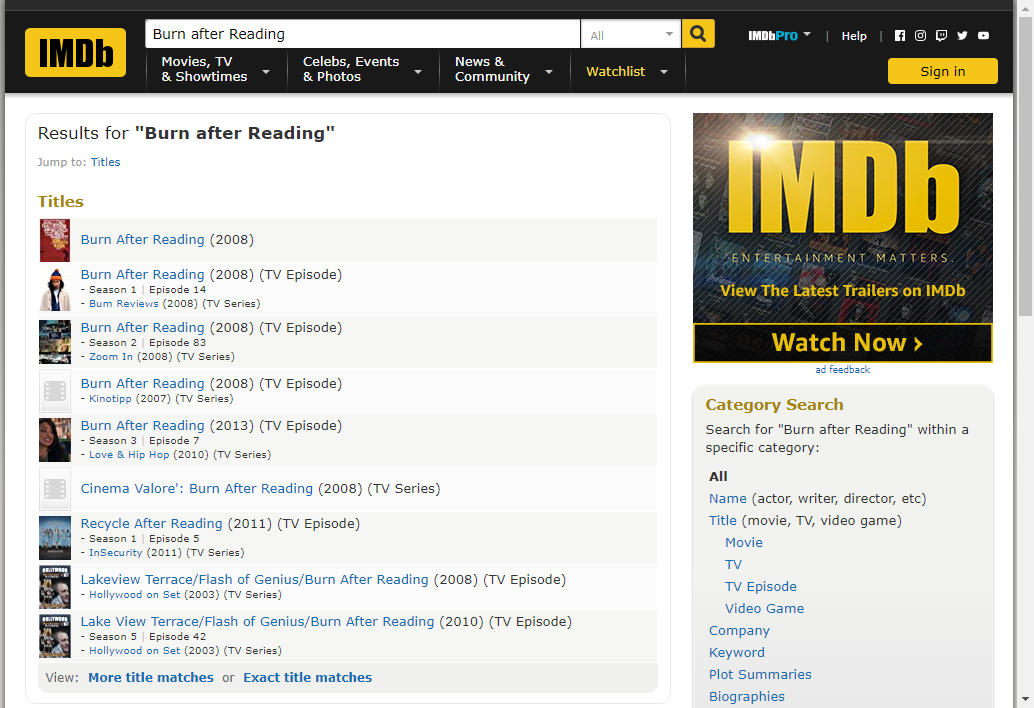 IMDb
Burn after Reading
All
IMDbPro | Help |
Movies, TV
& Showtimes
Celebs, Events
& Photos
News &
Community
Watchlist
Sign in
Results for "Burn after Reading"
Jump to: Titles
Titles
Burn After Reading (2008)
Burn After Reading (2008) (TV Episode)
- Season 1 | Episode 14
- Bum Reviews (2008) (TV Series)
Burn After Reading (2008) (TV Episode)
- Season 2 | Episode 83
- Zoom In (2008) (TV Series)
Burn After Reading (2008) (TV Episode)
- Kinotipp (2007) (TV Series)
Burn After Reading (2013) (TV Episode)
- Season 3 | Episode 7
- Love & Hip Hop (2010) (TV Series)
Cinema Valore': Burn After Reading (2008) (TV Series)
Recycle After Reading (2011) (TV Episode)
- Season 1 | Episode 5
- InSecurity (2011) (TV Series)
Lakeview Terrace/Flash of Genius/Burn After Reading (2008) (TV Episode)
- Hollywood on Set (2003) (TV Series)
Lake View Terrace/Flash of Genius/Burn After Reading (2010) (TV Episode)
- Season 5 | Episode 42
- Hollywood on Set (2003) (TV Series)
View: More title matches or Exact title matches
IMDb
ENTERTAINMENT MATTERS.
View The Latest Trailers on IMDb
Watch Now ›
ad feedback
Category Search
Search for "Burn after Reading" within a
specific category:
All
Name (actor, writer, director, etc)
Title (movie, TV, video game)
Movie
TV
TV Episode
Video Game
Company
Keyword
Plot Summaries
Biographies